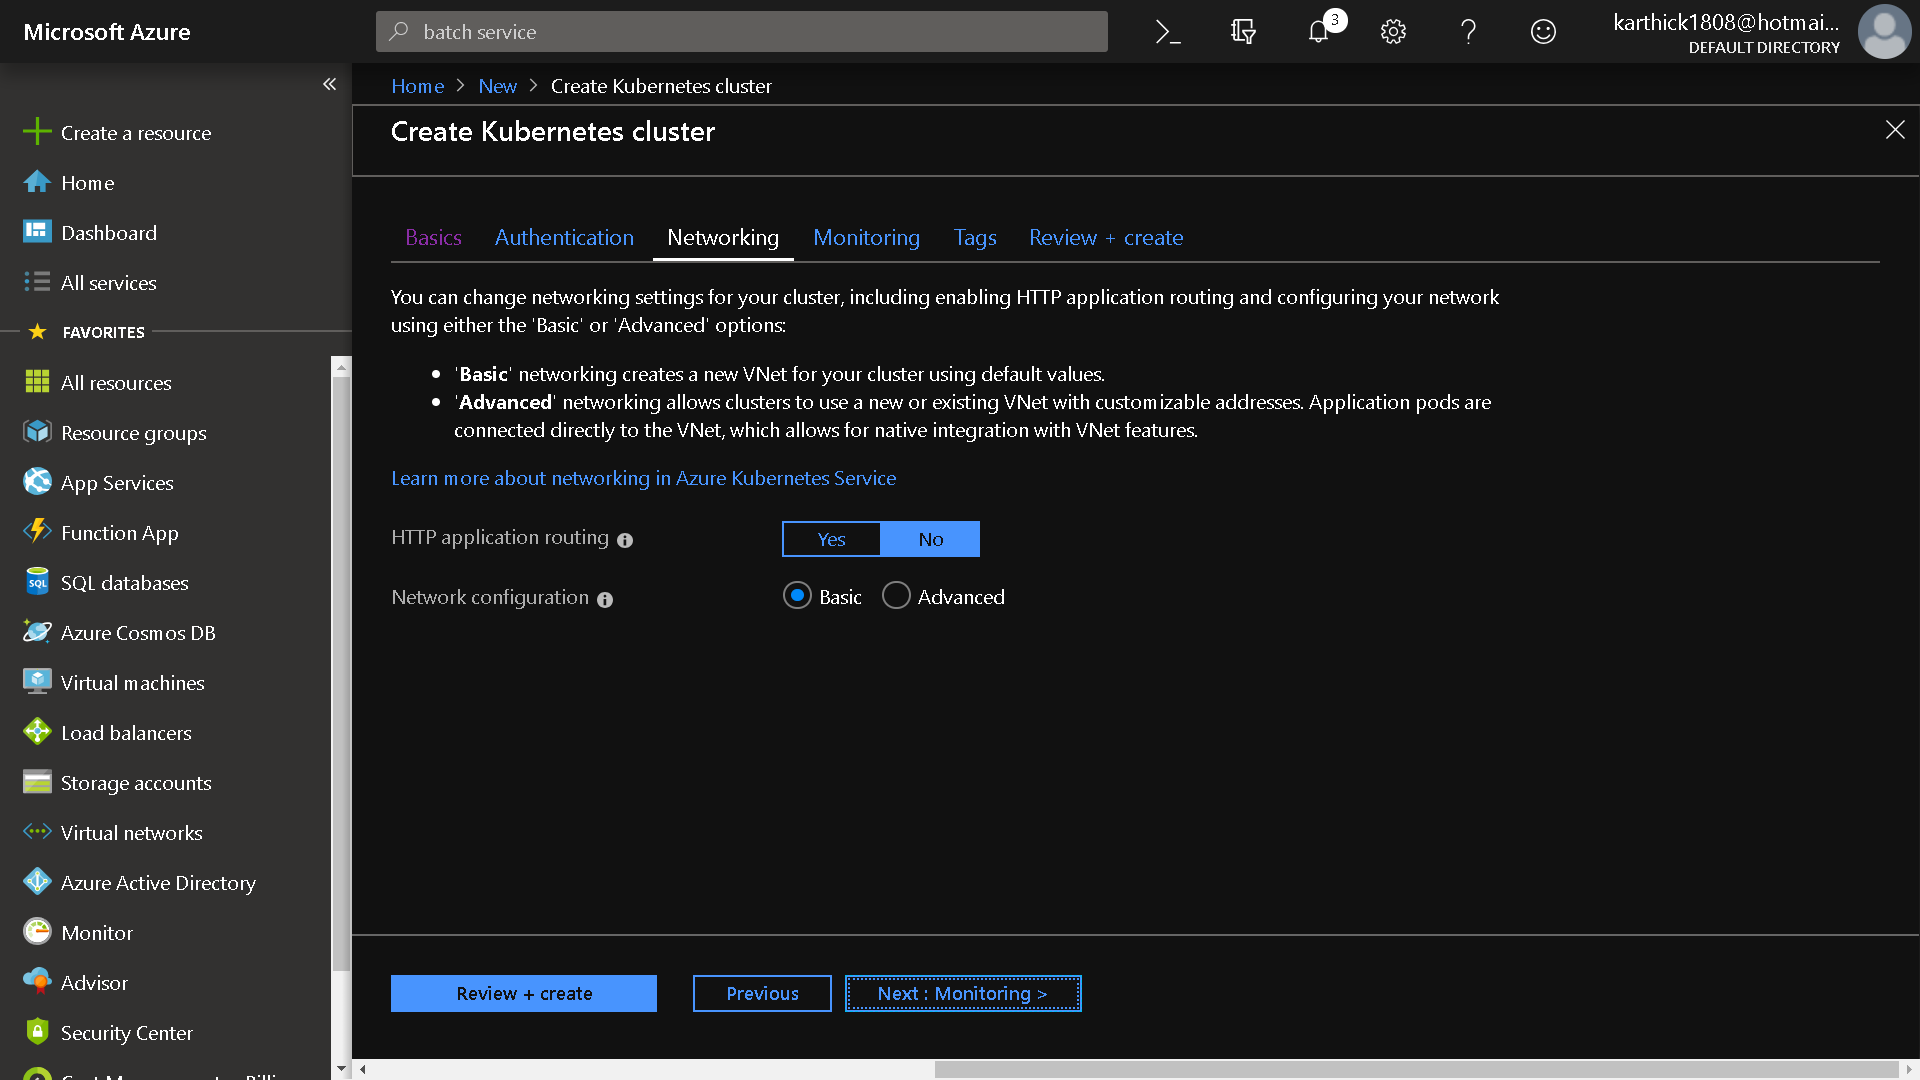 Microsoft Azure
batch service
3
karthick1808@hotmai...
DEFAULT DIRECTORY
Home > New > Create Kubernetes cluster
Create Kubernetes cluster
Create a resource
Home
Dashboard
All services
FAVORITES
All resources
Resource groups
App Services
Function App
SQL
SQL databases
Azure Cosmos DB
Virtual machines
Load balancers
Storage accounts
Virtual networks
Azure Active Directory
Monitor
Advisor
Security Center
Basics Authentication Networking Monitoring Tags Review + create
You can change networking settings for your cluster, including enabling HTTP application routing and configuring your network
using either the 'Basic' or 'Advanced' options:
• 'Basic' networking creates a new VNet for your cluster using default values.
• 'Advanced' networking allows clusters to use a new or existing VNet with customizable addresses. Application pods are
connected directly to the VNet, which allows for native integration with VNet features.
Learn more about networking in Azure Kubernetes Service
HTTP application routing Yes No
Network configuration Basic Advanced
Review + create Previous Next : Monitoring >